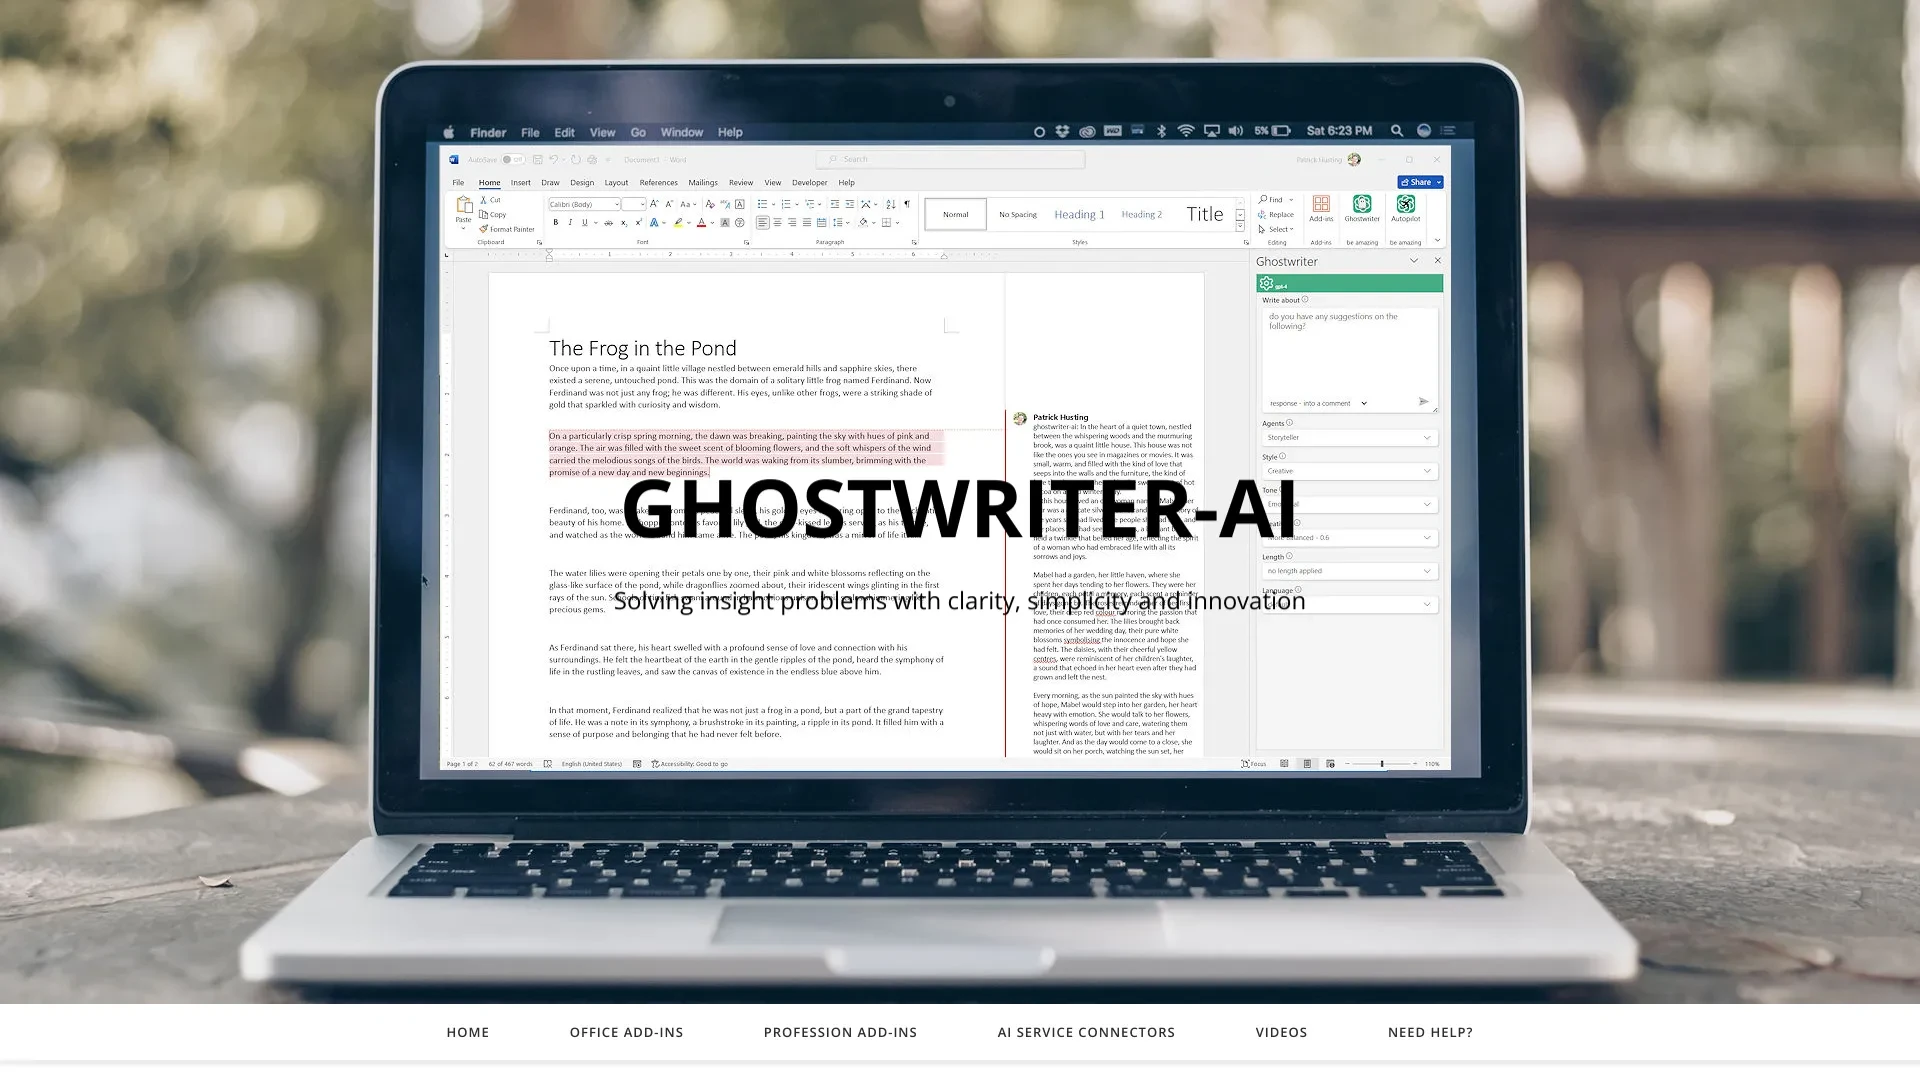 Finder File Edit View Go Window Help
5% Sat 6:23 PM
AutoSave Off Document1 - Word
Search
Patrick Husting
File Home Insert Draw Design Layout References Mailings Review View Developer Help
Share
Paste
Cut
Copy
Format Painter
Clipboard
Calibri (Body)
Font
Paragraph
Normal
No Spacing
Heading 1
Heading 2
Title
Styles
Find
Replace
Select
Editing
Add-ins
Add-ins
Ghostwriter
be amazing
Autopilot
be amazing
The Frog in the Pond
Once upon a time, in a quaint little village nestled between emerald hills and sapphire skies, there
existed a serene, untouched pond. This was the domain of a solitary little frog named Ferdinand. Now
Ferdinand was not just any frog; he was different. His eyes, unlike other frogs, were a striking shade of
gold that sparkled with curiosity and wisdom.
On a particularly crisp spring morning, the dawn was breaking, painting the sky with hues of pink and
orange. The air was filled with the sweet scent of blooming flowers, and the soft whispers of the wind
carried the melodious songs of the birds. The world was waking from its slumber, brimming with the
promise of a new day and new beginnings.
Ferdinand, too, was
beauty of his home.
and watched as the
The water lilies were opening their petals one by one, their pink and white blossoms reflecting on the
glass-like surface of the pond, while dragonflies zoomed about, their iridescent wings glinting in the first
rays of the sun.
precious gems.
As Ferdinand sat there, his heart swelled with a profound sense of love and connection with his
surroundings. He felt the heartbeat of the earth in the gentle ripples of the pond, heard the symphony of
life in the rustling leaves, and saw the canvas of existence in the endless blue above him.
In that moment, Ferdinand realized that he was not just a frog in a pond, but a part of the grand tapestry
of life. He was a note in its symphony, a brushstroke in its painting, a ripple in its pond. It filled him with a
sense of purpose and belonging that he had never felt before.
Patrick Husting
ghostwriter-ai: In the heart of a quiet town, nestled
between the whispering woods and the murmuring
brook, was a quaint little house. This house was not
like the ones you see in magazines or movies. It was
small, warm, and filled with the kind of love that
seeps into the walls and the furniture, the kind of
of a woman who had embraced life with all its
sorrows and joys.
Mabel had a garden, her little haven, where she
spent her days tending to her flowers. They were her
had once consumed her. The lilies brought back
memories of her wedding day, their pure white
blossoms symbolising the innocence and hope she
had felt. The daisies, with their cheerful yellow
centres, were reminiscent of her children's laughter,
a sound that echoed in her heart even after they had
grown and left the nest.
Every morning, as the sun painted the sky with hues
of hope, Mabel would step into her garden, her heart
heavy with emotion. She would talk to her flowers,
whispering words of love and care, watering them
not just with water, but with her tears and her
laughter. And as the day would come to a close, she
would sit on her porch, watching the sun set, her
Ghostwriter
gpt-4
Write about
do you have any suggestions on the
following?
response - into a comment
Agents
Storyteller
Style
Creative
Tone
Length
no length applied
Language
GHOSTWRITER-AI
Solving insight problems with clarity, simplicity and innovation
Page 1 of 2 62 of 467 words English (United States) Accessibility: Good to go
Focus 110%
HOME OFFICE ADD-INS PROFESSION ADD-INS AI SERVICE CONNECTORS VIDEOS NEED HELP?